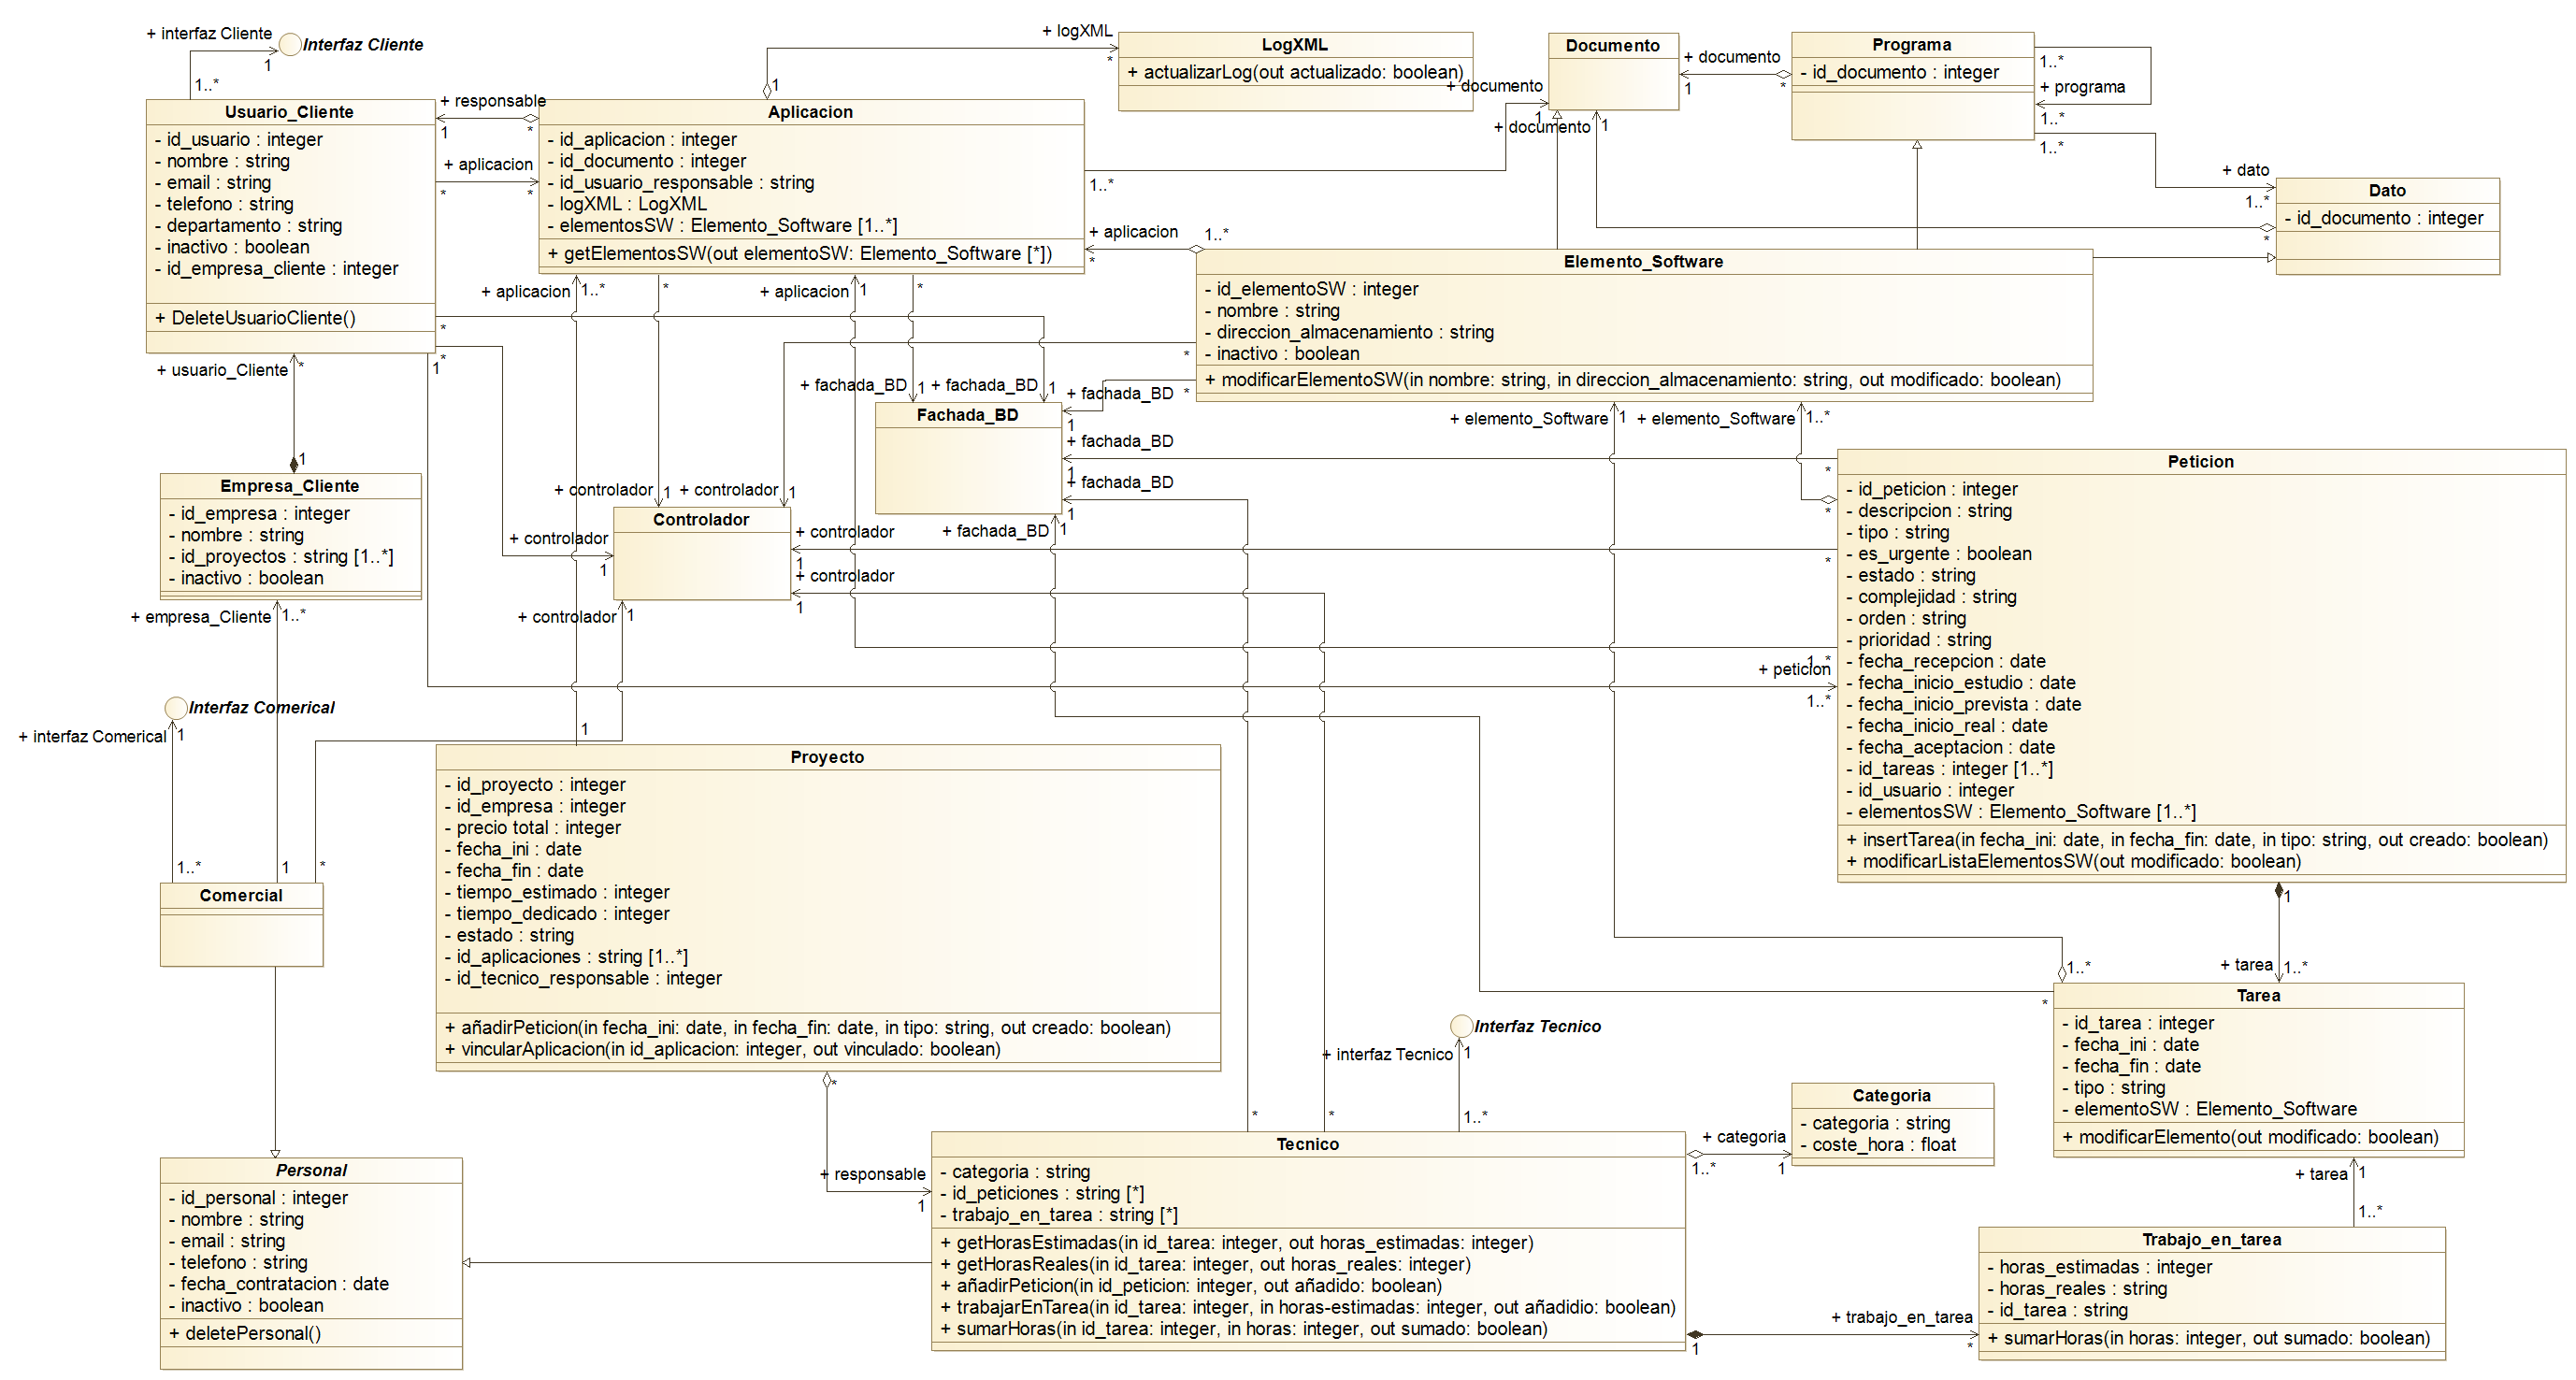 + interfaz Cliente
Interfaz Cliente
1
1..*
Usuario_Cliente
- id_usuario : integer
- nombre : string
- email : string
- telefono : string
- departamento : string
- inactivo : boolean
- id_empresa_cliente : integer
+ DeleteUsuarioCliente()
+ responsable
1
*
+ aplicacion
*
*
Aplicacion
- id_aplicacion : integer
- id_documento : integer
- id_usuario_responsable : string
- logXML : LogXML
- elementosSW : Elemento_Software [1..*]
+ getElementosSW(out elementoSW: Elemento_Software [*])
+ logXML
*
1
LogXML
+ actualizarLog(out actualizado: boolean)
+ documento
1
1..*
Documento
+ documento
1
+ documento
1
*
Programa
- id_documento : integer
1..*
+ programa
1..*
1..*
+ dato
1..*
Dato
- id_documento : integer
*
+ aplicacion
*
1..*
Elemento_Software
- id_elementoSW : integer
- nombre : string
- direccion_almacenamiento : string
- inactivo : boolean
+ modificarElementoSW(in nombre: string, in direccion_almacenamiento: string, out modificado: boolean)
*
*
+ aplicacion
1..*
*
+ aplicacion
1
*
*
*
1
+ usuario_Cliente
*
1
+ fachada_BD
1
+ fachada_BD
1
+ fachada_BD
1
Fachada_BD
+ fachada_BD
1
+ fachada_BD
1
+ fachada_BD
1
+ elemento_Software
1
+ elemento_Software
1..*
Empresa_Cliente
- id_empresa : integer
- nombre : string
- id_proyectos : string [1..*]
- inactivo : boolean
+ empresa_Cliente
1..*
+ controlador
1
+ controlador
1
Controlador
+ controlador
1
+ controlador
1
+ controlador
1
+ controlador
1
Peticion
- id_peticion : integer
- descripcion : string
- tipo : string
- es_urgente : boolean
- estado : string
- complejidad : string
- orden : string
- prioridad : string
- fecha_recepcion : date
- fecha_inicio_estudio : date
- fecha_inicio_prevista : date
- fecha_inicio_real : date
- fecha_aceptacion : date
- id_tareas : integer [1..*]
- id_usuario : integer
- elementosSW : Elemento_Software [1..*]
+ insertTarea(in fecha_ini: date, in fecha_fin: date, in tipo: string, out creado: boolean)
+ modificarListaElementosSW(out modificado: boolean)
*
*
*
1..*
+ peticion
1..*
Interfaz Comerical
+ interfaz Comerical
1
1..*
1
*
Comercial
1
Proyecto
- id_proyecto : integer
- id_empresa : integer
- precio total : integer
- fecha_ini : date
- fecha_fin : date
- tiempo_estimado : integer
- tiempo_dedicado : integer
- estado : string
- id_aplicaciones : string [1..*]
- id_tecnico_responsable : integer
+ añadirPeticion(in fecha_ini: date, in fecha_fin: date, in tipo: string, out creado: boolean)
+ vincularAplicacion(in id_aplicacion: integer, out vinculado: boolean)
*
+ responsable
1
1
+ tarea
1..*
1..*
*
Tarea
- id_tarea : integer
- fecha_ini : date
- fecha_fin : date
- tipo : string
- elementoSW : Elemento_Software
+ modificarElemento(out modificado: boolean)
Interfaz Tecnico
+ interfaz Tecnico
1
1..*
*
*
Personal
- id_personal : integer
- nombre : string
- email : string
- telefono : string
- fecha_contratacion : date
- inactivo : boolean
+ deletePersonal()
Tecnico
- categoria : string
- id_peticiones : string [*]
- trabajo_en_tarea : string [*]
+ getHorasEstimadas(in id_tarea: integer, out horas_estimadas: integer)
+ getHorasReales(in id_tarea: integer, out horas_reales: integer)
+ añadirPeticion(in id_peticion: integer, out añadido: boolean)
+ trabajarEnTarea(in id_tarea: integer, in horas-estimadas: integer, out añadidio: boolean)
+ sumarHoras(in id_tarea: integer, in horas: integer, out sumado: boolean)
+ categoria
1..*
1
Categoria
- categoria : string
- coste_hora : float
+ tarea
1
1..*
+ trabajo_en_tarea
1
*
Trabajo_en_tarea
- horas_estimadas : integer
- horas_reales : string
- id_tarea : string
+ sumarHoras(in horas: integer, out sumado: boolean)